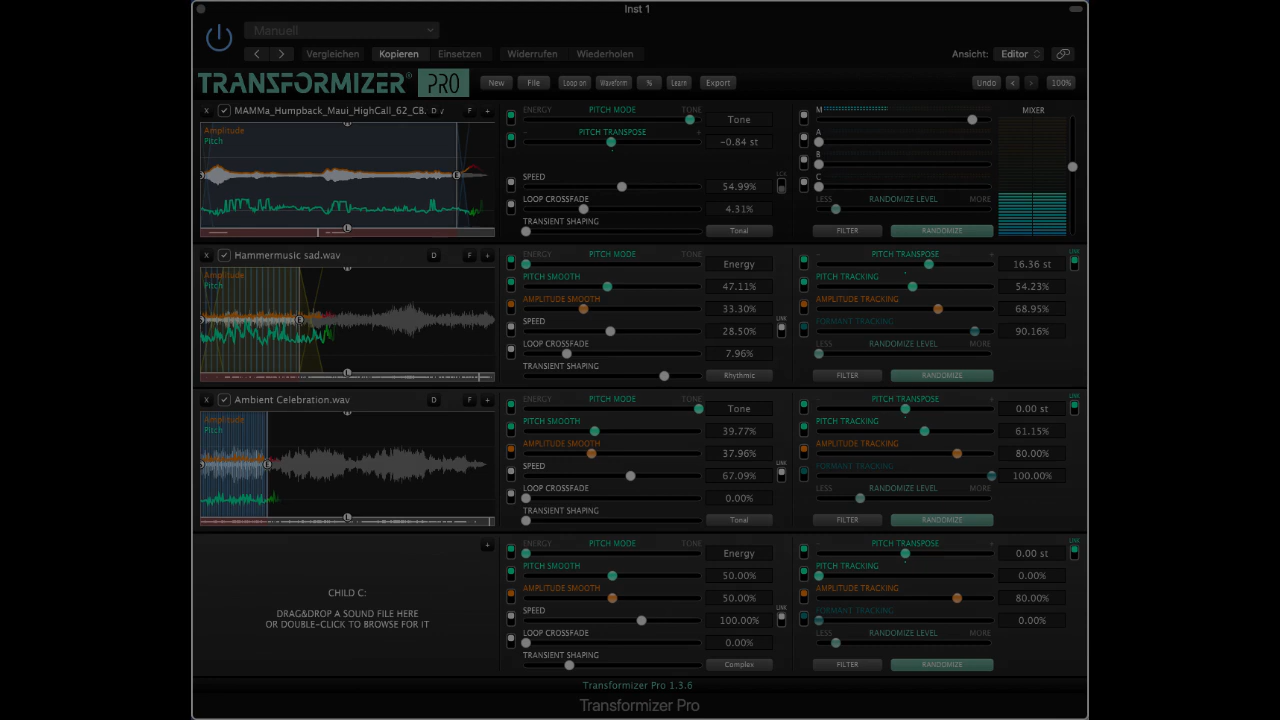 Inst 1
Manuell
Vergleichen Kopieren Einsetzen Widerrufen Wiederholen Ansicht: Editor
TRANSFORMIZER® PRO New File Loop on Waveform % Learn Export Undo < > 100%
X MAMMa_Humpback_Maui_HighCall_62_CB. D F +
Amplitude
Pitch
E
L
ENERGY PITCH MODE TONE Tone
- PITCH TRANSPOSE + -0.84 st
SPEED 54.99%
LOOP CROSSFADE 4.31%
TRANSIENT SHAPING Tonal
M
A
B
C
LESS RANDOMIZE LEVEL MORE
FILTER RANDOMIZE
MIXER
X Hammermusic sad.wav D F +
Amplitude
Pitch
E
L
ENERGY PITCH MODE TONE Energy
PITCH SMOOTH 47.11%
AMPLITUDE SMOOTH 33.30%
SPEED 28.50% LINK
LOOP CROSSFADE 7.96%
TRANSIENT SHAPING Rhythmic
- PITCH TRANSPOSE + 16.36 st LINK
PITCH TRACKING 54.23%
AMPLITUDE TRACKING 68.95%
FORMANT TRACKING 90.16%
LESS RANDOMIZE LEVEL MORE
FILTER RANDOMIZE
X Ambient Celebration.wav D F +
Amplitude
Pitch
E
L
ENERGY PITCH MODE TONE Tone
PITCH SMOOTH 39.77%
AMPLITUDE SMOOTH 37.96%
SPEED 67.09% LINK
LOOP CROSSFADE 0.00%
TRANSIENT SHAPING Tonal
- PITCH TRANSPOSE + 0.00 st LINK
PITCH TRACKING 61.15%
AMPLITUDE TRACKING 80.00%
FORMANT TRACKING 100.00%
LESS RANDOMIZE LEVEL MORE
FILTER RANDOMIZE
+
CHILD C:
DRAG&DROP A SOUND FILE HERE
OR DOUBLE-CLICK TO BROWSE FOR IT
ENERGY PITCH MODE TONE Energy
PITCH SMOOTH 50.00%
AMPLITUDE SMOOTH 50.00%
SPEED 100.00% LINK
LOOP CROSSFADE 0.00%
TRANSIENT SHAPING Complex
- PITCH TRANSPOSE + 0.00 st LINK
PITCH TRACKING 0.00%
AMPLITUDE TRACKING 80.00%
FORMANT TRACKING 0.00%
LESS RANDOMIZE LEVEL MORE
FILTER RANDOMIZE
Transformizer Pro 1.3.6
Transformizer Pro